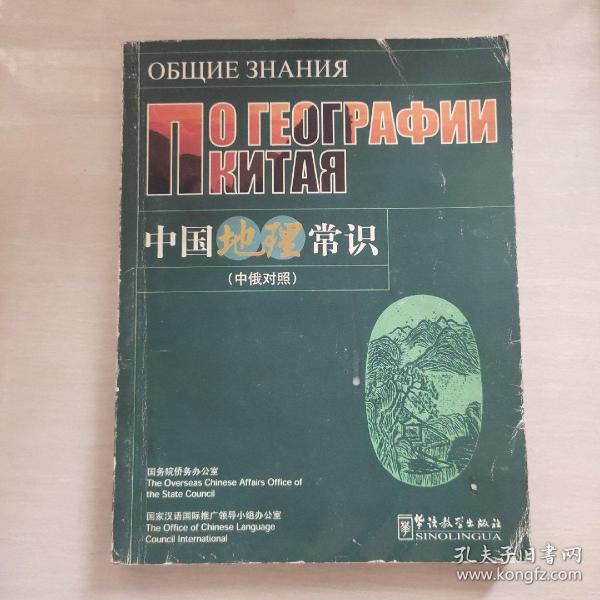 ОБЩИЕ ЗНАНИЯ
ПО ГЕОГРАФИИ
КИТАЯ
中国地理常识
(中俄对照)
国务院侨务办公室
The Overseas Chinese Affairs Office of
the State Council
国家汉语国际推广领导小组办公室
The Office of Chinese Language
Council International
华语教学出版社
SINOLINGUA
孔夫子旧书网
www.kongfz.com